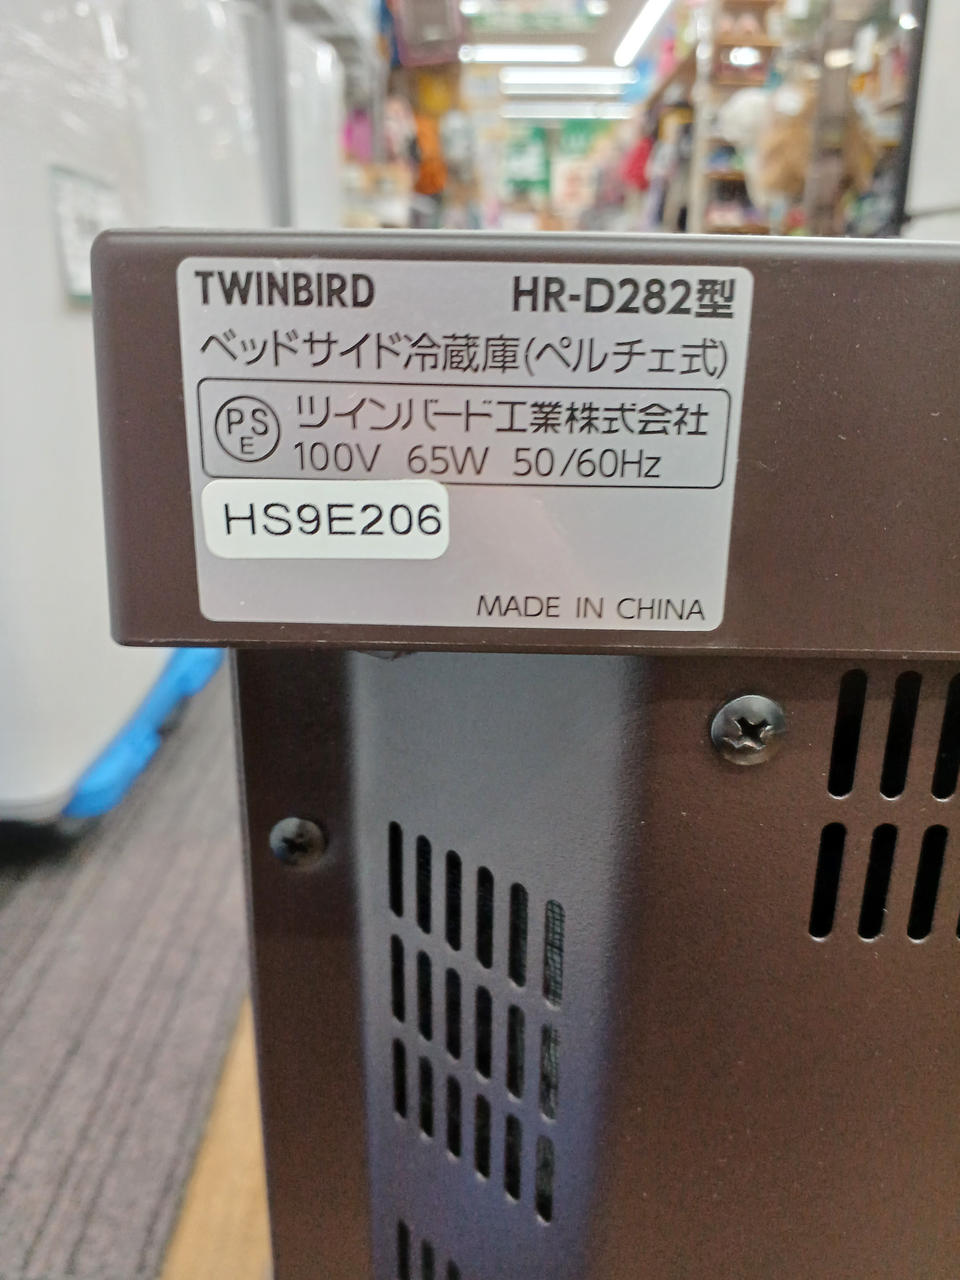 TWINBIRD HR-D282型
ベッドサイド冷蔵庫(ペルチェ式)
PSE ツインバード工業株式会社
100V 65W 50/60Hz
HS9E206
MADE IN CHINA